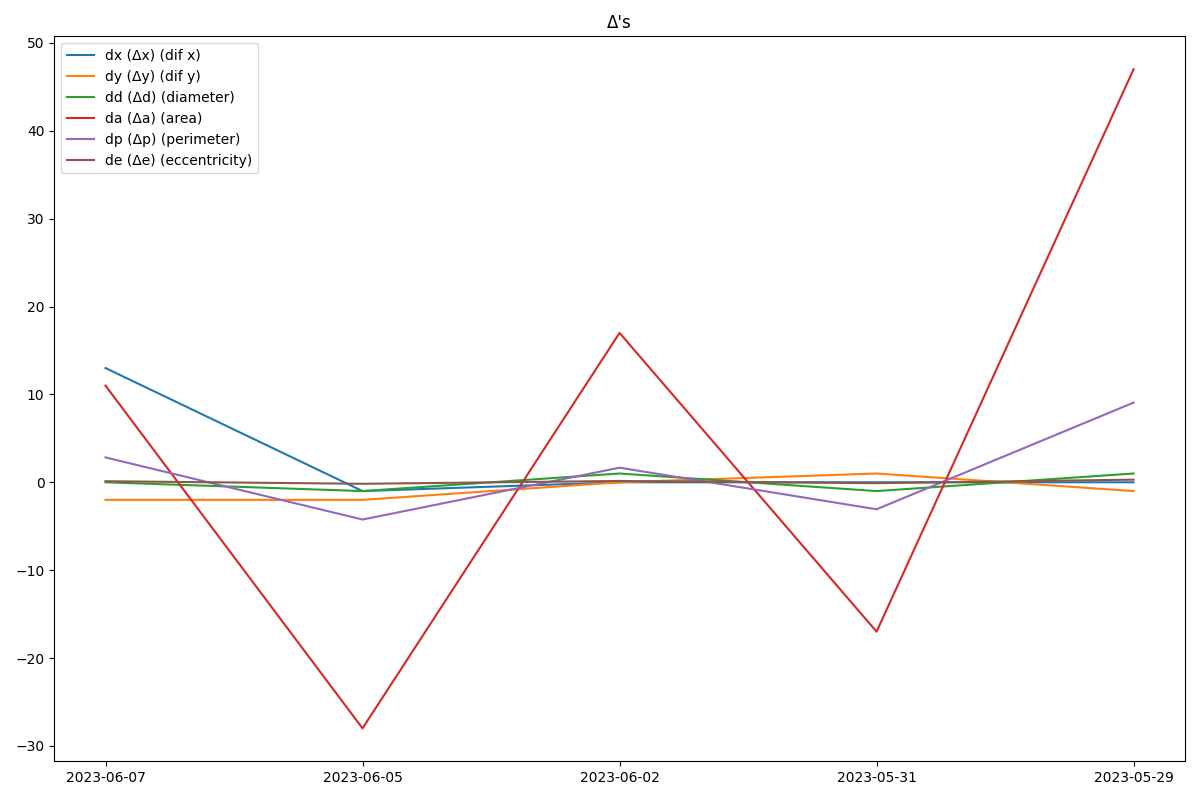 Δ's
dx (Δx) (dif x)
dy (Δy) (dif y)
dd (Δd) (diameter)
da (Δa) (area)
dp (Δp) (perimeter)
de (Δe) (eccentricity)
50
40
30
20
10
0
−10
−20
−30
2023-06-07 2023-06-05 2023-06-02 2023-05-31 2023-05-29